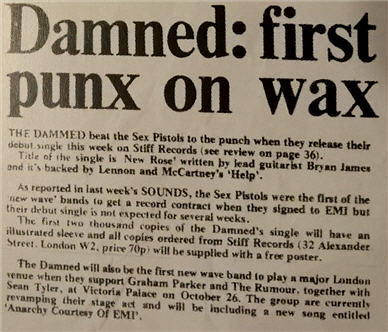 Damned: first
punx on wax
THE DAMMED beat the Sex Pistols to the punch when they release their
debut single this week on Stiff Records (see review on page 36).
Title of the single is 'New Rose' written by lead guitarist Bryan James
and it's backed by Lennon and McCartney's 'Help'.
As reported in last week's SOUNDS, the Sex Pistols were the first of the
'new wave' bands to get a record contract when they signed to EMI but
their debut single is not expected for several weeks.
The first two thousand copies of the Damned's single will have an
illustrated sleeve and all copies ordered from Stiff Records (32 Alexander
Street, London W2, price 70p) will be supplied with a free poster.
The Damned will also be the first new wave band to play a major London
venue when they support Graham Parker and The Rumour, together with
Sean Tyler, at Victoria Palace on October 26. The group are currently
revamping their stage act and will be including a new song entitled
'Anarchy Courtesy Of EMI'.